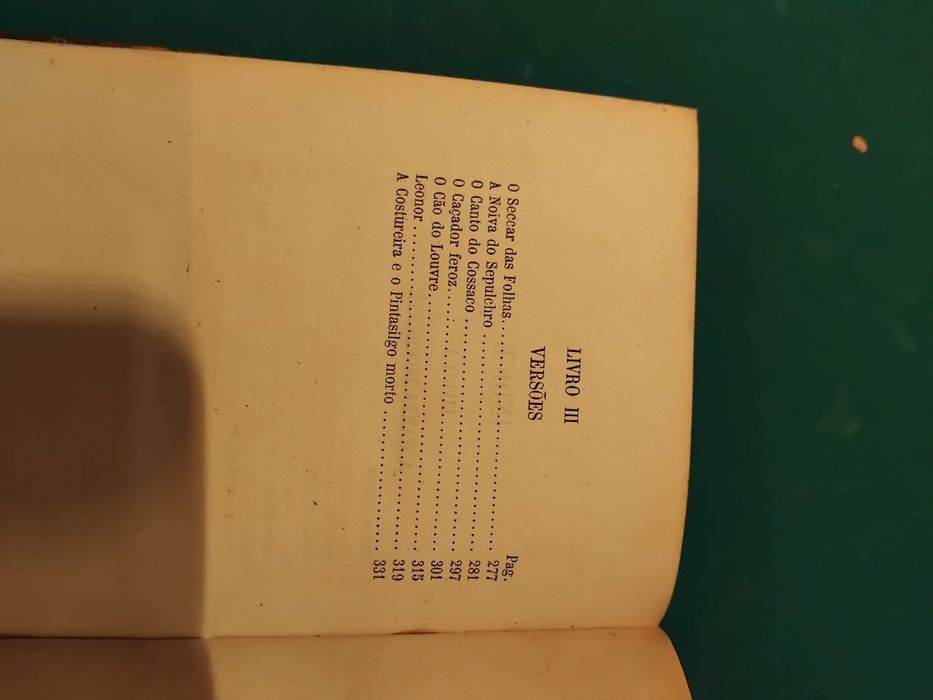 LIVRO III
VERSÕES
Pag.
O Seccar das Folhas........................ 277
A Noiva do Sepulchro ...................... 281
O Canto do Cossaco ........................ 297
O Caçador feroz............................ 301
O Cão do Louvre............................ 315
Leonor .................................... 319
A Costureira e o Pintasilgo morto ............... 331